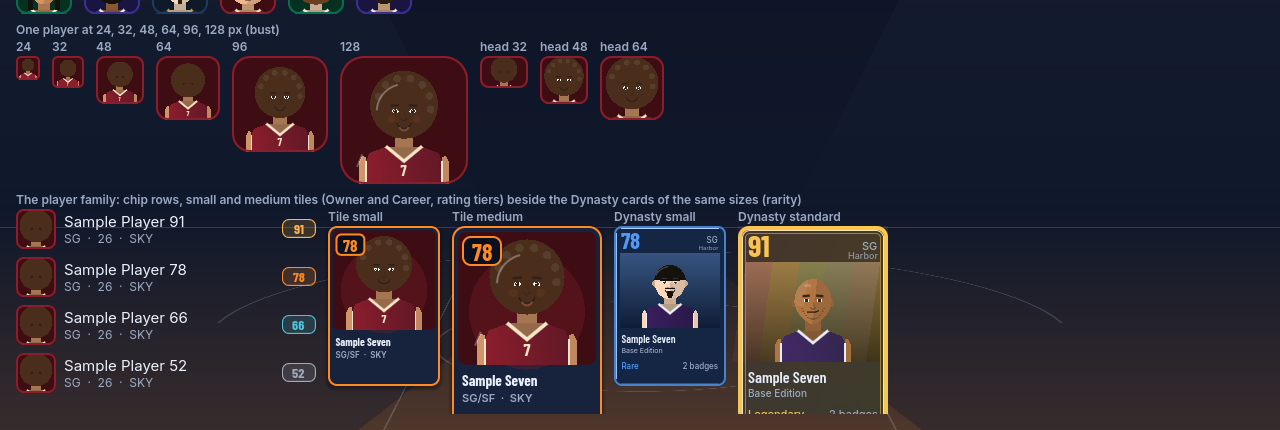 One player at 24, 32, 48, 64, 96, 128 px (bust)
24 32 48 64 96 128 head 32 head 48 head 64
7
7
7
7
The player family: chip rows, small and medium tiles (Owner and Career, rating tiers) beside the Dynasty cards of the same sizes (rarity)
Sample Player 91
SG · 26 · SKY
91
Sample Player 78
SG · 26 · SKY
78
Sample Player 66
SG · 26 · SKY
66
Sample Player 52
SG · 26 · SKY
52
Tile small
78
7
Sample Seven
SG/SF · SKY
Tile medium
78
7
Sample Seven
SG/SF · SKY
Dynasty small
78 SG
Harbor
Sample Seven
Base Edition
Rare 2 badges
Dynasty standard
91 SG
Harbor
Sample Seven
Base Edition
Legendary 2 badges